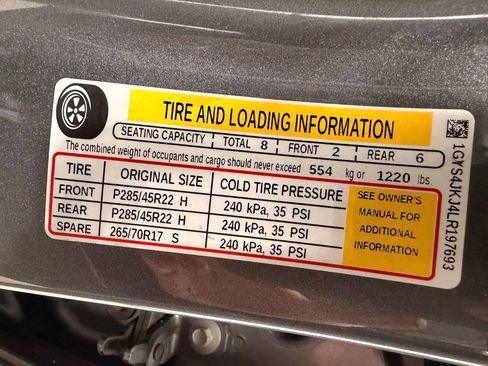 TIRE AND LOADING INFORMATION
SEATING CAPACITY TOTAL 8 FRONT 2 REAR 6
The combined weight of occupants and cargo should never exceed 554 kg or 1220 lbs.
TIRE ORIGINAL SIZE COLD TIRE PRESSURE
FRONT P285/45R22 H 240 kPa, 35 PSI
REAR P285/45R22 H 240 kPa, 35 PSI
SPARE 265/70R17 S 240 kPa, 35 PSI
SEE OWNER'S
MANUAL FOR
ADDITIONAL
INFORMATION
1GYS4JKJ4LR197693